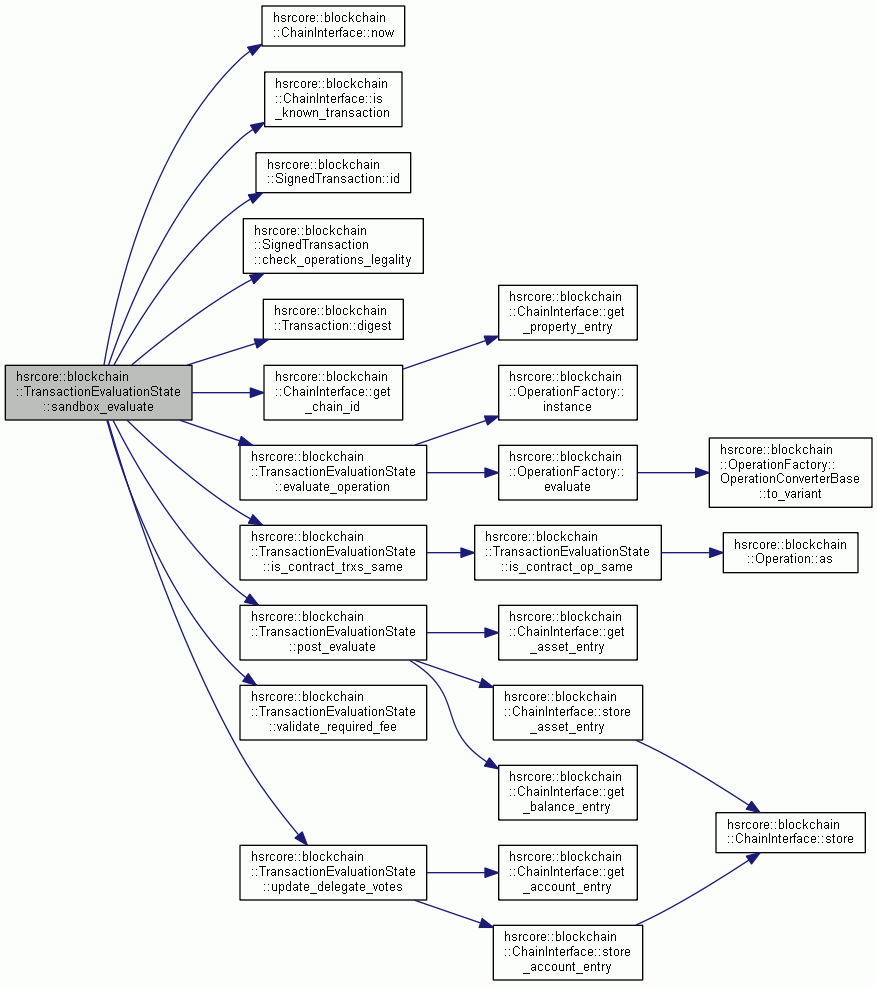 hsrcore::blockchain
::ChainInterface::now
hsrcore::blockchain
::ChainInterface::is
_known_transaction
hsrcore::blockchain
::SignedTransaction::id
hsrcore::blockchain
::SignedTransaction
::check_operations_legality
hsrcore::blockchain
::Transaction::digest
hsrcore::blockchain
::ChainInterface::get
_property_entry
hsrcore::blockchain
::TransactionEvaluationState
::sandbox_evaluate
hsrcore::blockchain
::ChainInterface::get
_chain_id
hsrcore::blockchain
::OperationFactory::
instance
hsrcore::blockchain
::TransactionEvaluationState
::evaluate_operation
hsrcore::blockchain
::OperationFactory::
evaluate
hsrcore::blockchain
::OperationFactory::
OperationConverterBase
::to_variant
hsrcore::blockchain
::TransactionEvaluationState
::is_contract_trxs_same
hsrcore::blockchain
::TransactionEvaluationState
::is_contract_op_same
hsrcore::blockchain
::Operation::as
hsrcore::blockchain
::TransactionEvaluationState
::post_evaluate
hsrcore::blockchain
::ChainInterface::get
_asset_entry
hsrcore::blockchain
::TransactionEvaluationState
::validate_required_fee
hsrcore::blockchain
::ChainInterface::store
_asset_entry
hsrcore::blockchain
::ChainInterface::get
_balance_entry
hsrcore::blockchain
::ChainInterface::store
hsrcore::blockchain
::TransactionEvaluationState
::update_delegate_votes
hsrcore::blockchain
::ChainInterface::get
_account_entry
hsrcore::blockchain
::ChainInterface::store
_account_entry